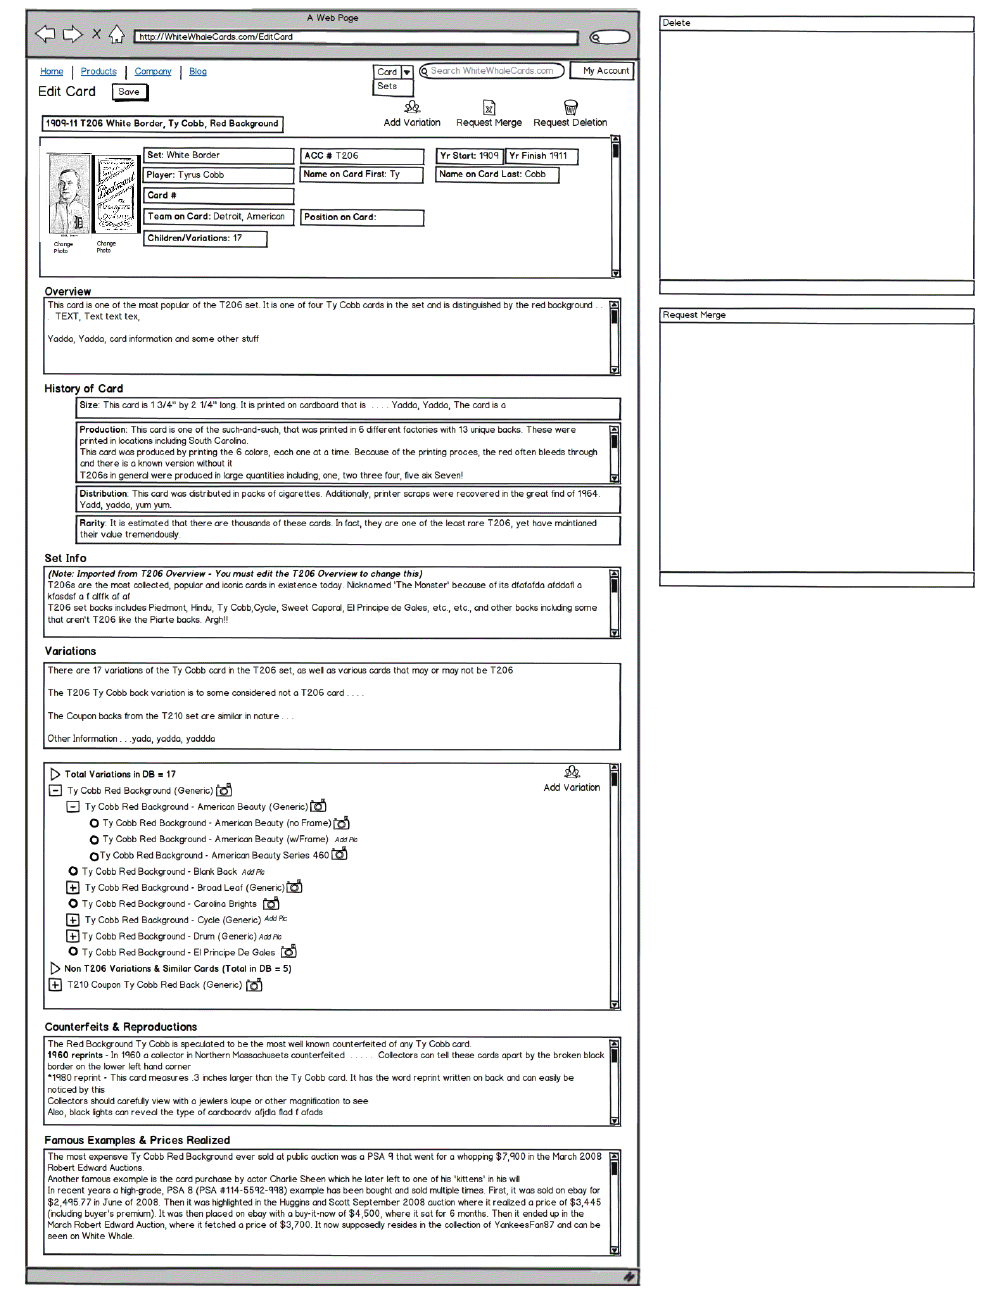 A Web Page
http://WhiteWhaleCards.com/EditCard
Home | Products | Company | Blog
Card
Search WhiteWhaleCards.com
My Account
Sets
Edit Card
Save
Add Variation
Request Merge
Request Deletion
1909-11 T206 White Border, Ty Cobb, Red Background
Set: White Border
ACC # T206
Yr Start: 1909
Yr Finish 1911
Player: Tyrus Cobb
Name on Card First: Ty
Name on Card Last: Cobb
Card #
Team on Card: Detroit, American
Position on Card:
Children/Variations: 17
Change Photo
Change Photo
Overview
This card is one of the most popular of the T206 set. It is one of four Ty Cobb cards in the set and is distinguished by the red background . .
. TEXT, Text text tex,
Yadda, Yadda, card information and some other stuff
History of Card
Size: This card is 1 3/4" by 2 1/4" long. It is printed on cardboard that is . . . . Yadda, Yadda, The card is a
Production: This card is one of the such-and-such, that was printed in 6 different factories with 13 unique backs. These were
printed in locations including South Carolina.
This card was produced by printing the 6 colors, each one at a time. Because of the printing proces, the red often bleeds through
and there is a known version without it
T206s in general were produced in large quantities including, one, two three four, five six Seven!
Distribution: This card was distributed in packs of cigarettes. Additionally, printer scraps were recovered in the great find of 1964.
Yadd, yadda, yum yum.
Rarity: It is estimated that there are thousands of these cards. In fact, they are one of the least rare T206, yet have maintianed
their value tremendously
Set Info
(Note: Imported from T206 Overview - You must edit the T206 Overview to change this)
T206s are the most collected, popular and iconic cards in existence today. Nicknamed 'The Monster' because of its dfafafda afddafl a
kfasdsf a f alffk af af
T206 set backs includes Piedmont, Hindu, Ty Cobb,Cycle, Sweet Caporal, El Principe de Gales, etc., etc., and other backs including some
that aren't T206 like the Piarte backs. Argh!!
Variations
There are 17 variations of the Ty Cobb card in the T206 set, as well as various cards that may or may not be T206
The T206 Ty Cobb back variation is to some considered not a T206 card . . . .
The Coupon backs from the T210 set are similar in nature . . .
Other Information . . .yada, yadda, yaddda
Total Variations in DB = 17
Add Variation
Ty Cobb Red Background (Generic)
Ty Cobb Red Background - American Beauty (Generic)
Ty Cobb Red Background - American Beauty (no Frame)
Ty Cobb Red Background - American Beauty (w/Frame) Add Pic
Ty Cobb Red Background - American Beauty Series 460
Ty Cobb Red Background - Blank Back Add Pic
Ty Cobb Red Background - Broad Leaf (Generic)
Ty Cobb Red Background - Carolina Brights
Ty Cobb Red Background - Cycle (Generic) Add Pic
Ty Cobb Red Background - Drum (Generic) Add Pic
Ty Cobb Red Background - El Principe De Gales
Non T206 Variations & Similar Cards (Total in DB = 5)
T210 Coupon Ty Cobb Red Back (Generic)
Counterfeits & Reproductions
The Red Background Ty Cobb is speculated to be the most well known counterfeited of any Ty Cobb card.
1960 reprints - In 1960 a collector in Northern Massachusets counterfeited . . . . . Collectors can tell these cards apart by the broken black
border on the lower left hand corner
*1980 reprint - This card measures .3 inches larger than the Ty Cobb card. It has the word reprint written on back and can easily be
noticed by this
Collectors should carefully view with a jewlers loupe or other magnification to see
Also, black lights can reveal the type of cardboardv afjdla flad f afads
Famous Examples & Prices Realized
The most expensve Ty Cobb Red Background ever sold at public auction was a PSA 9 that went for a whopping $7,900 in the March 2008
Robert Edward Auctions.
Another famous example is the card purchase by actor Charlie Sheen which he later left to one of his 'kittens' in his will
In recent years a high-grade, PSA 8 (PSA #114-5592-998) example has been bought and sold multiple times. First, it was sold on ebay for
$2,495.77 in June of 2008. Then it was highlighted in the Huggins and Scott September 2008 auction where it realized a price of $3,445
(including buyer's premium). It was then placed on ebay with a buy-it-now of $4,500, where it sat for 6 months. Then it ended up in the
March Robert Edward Auction, where it fetched a price of $3,700. It now supposedly resides in the collection of YankeesFan87 and can be
seen on White Whale.
Delete
Request Merge